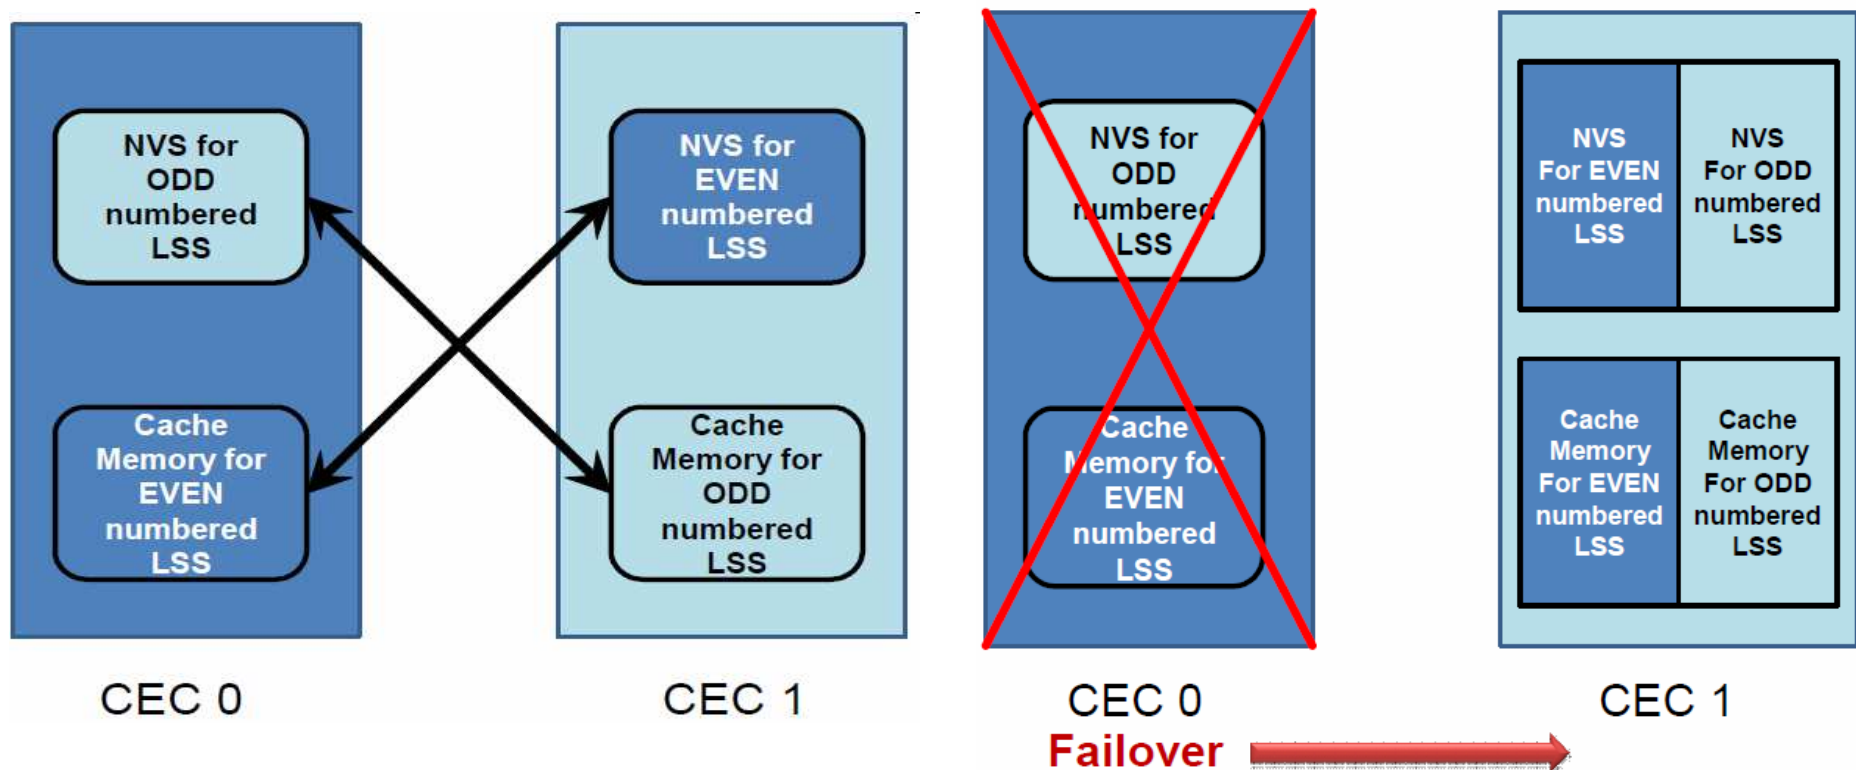 NVS for
ODD
numbered
LSS
Cache
Memory for
EVEN
numbered
LSS
CEC 0
NVS for
EVEN
numbered
LSS
Cache
Memory for
ODD
numbered
LSS
CEC 1
NVS for
ODD
numbered
LSS
Cache
Memory for
EVEN
numbered
LSS
CEC 0
Failover
NVS
For EVEN
numbered
LSS
NVS
For ODD
numbered
LSS
Cache
Memory
For EVEN
numbered
LSS
Cache
Memory
For ODD
numbered
LSS
CEC 1